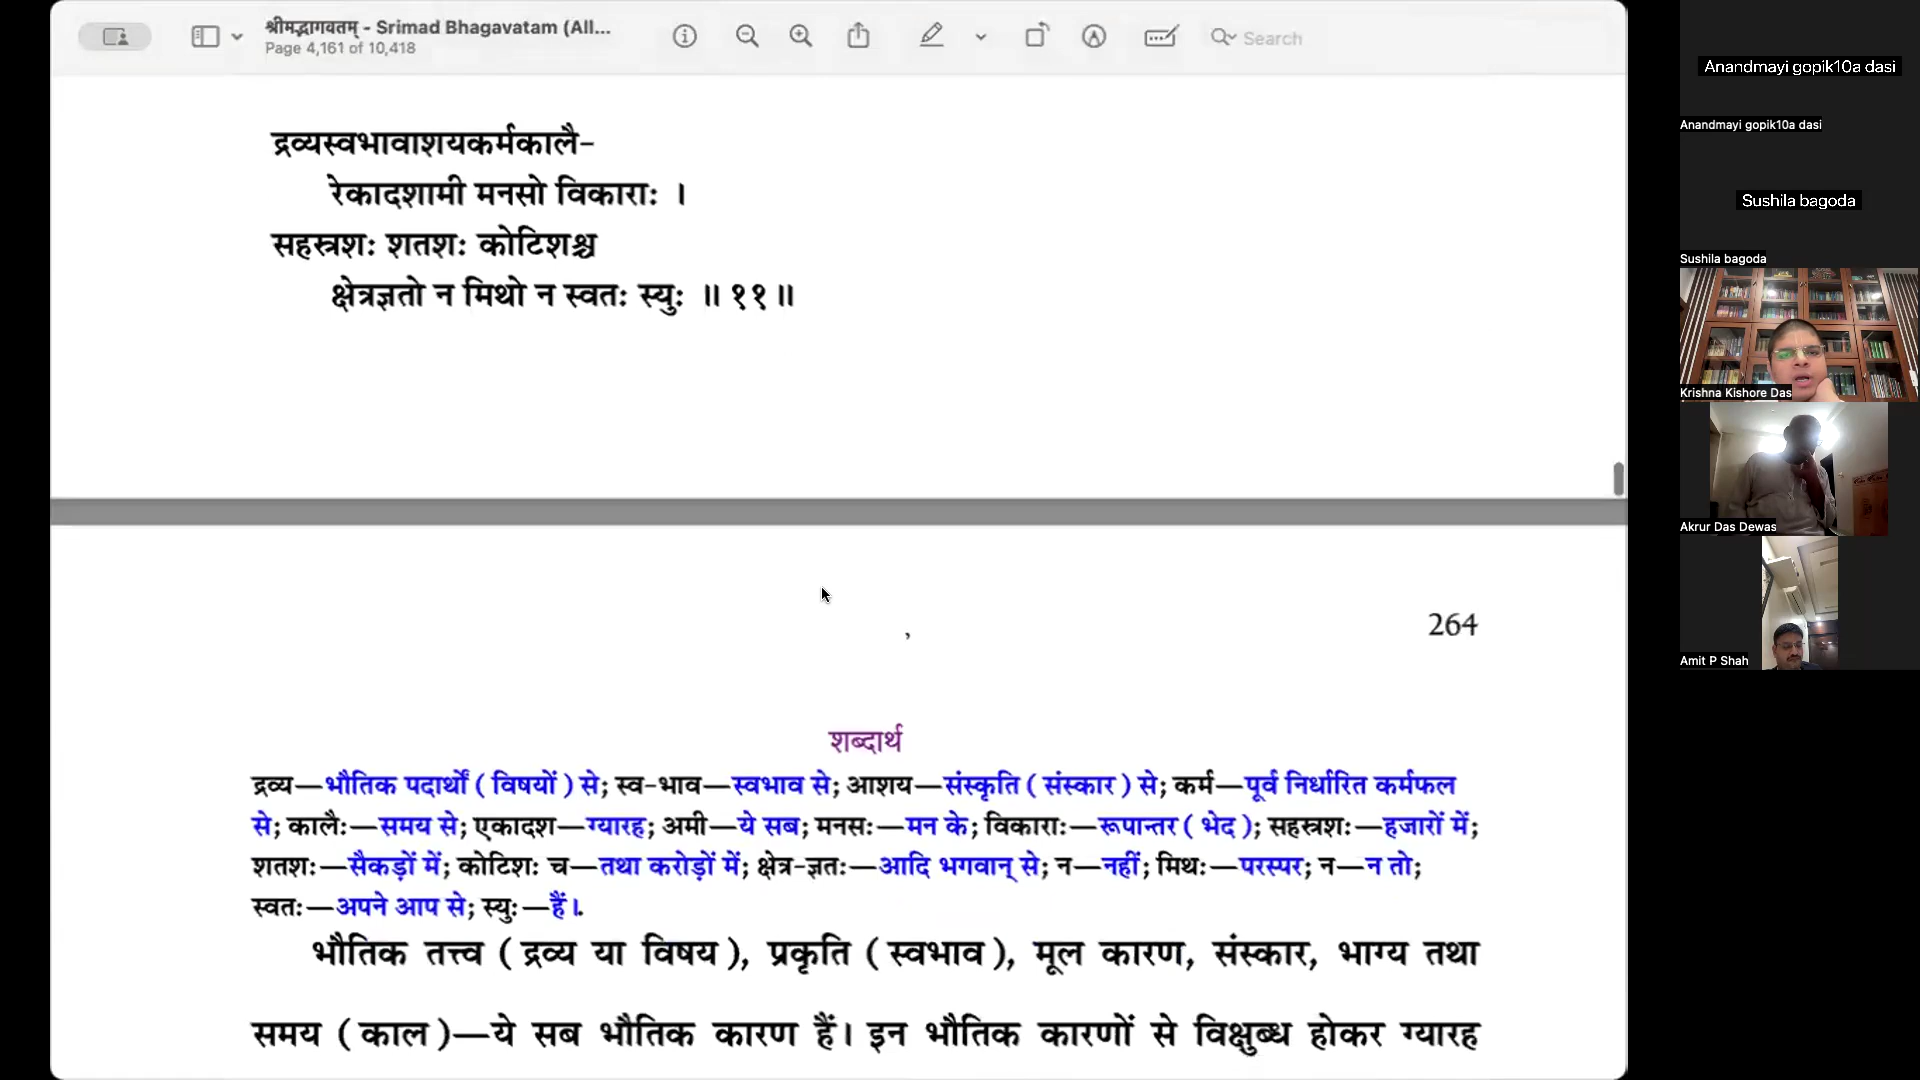 श्रीमद्भागवतम् - Srimad Bhagavatam (All...
Page 4,161 of 10,418
Search
द्रव्यस्वभावाशयकर्मकालै-
रेकादशामी मनसो विकाराः ।
सहस्त्रशः शतशः कोटिशश्च
क्षेत्रज्ञतो न मिथो न स्वतः स्युः ॥ ११॥
264
शब्दार्थ
द्रव्य—भौतिक पदार्थों ( विषयों ) से; स्व-भाव—स्वभाव से; आशय—संस्कृति ( संस्कार ) से; कर्म—पूर्व निर्धारित कर्मफल
से; कालैः—समय से; एकादश—ग्यारह; अमी—ये सब; मनसः—मन के; विकाराः—रूपान्तर ( भेद ); सहस्त्रशः—हजारों में;
शतशः—सैकड़ों में; कोटिशः च—तथा करोड़ों में; क्षेत्र-ज्ञतः—आदि भगवान् से; न—नहीं; मिथः—परस्पर; न—न तो;
स्वतः—अपने आप से; स्युः—हैं।.
भौतिक तत्त्व ( द्रव्य या विषय ), प्रकृति ( स्वभाव ), मूल कारण, संस्कार, भाग्य तथा
समय ( काल )—ये सब भौतिक कारण हैं। इन भौतिक कारणों से विक्षुब्ध होकर ग्यारह
Anandmayi gopik10a dasi
Anandmayi gopik10a dasi
Sushila bagoda
Sushila bagoda
Krishna Kishore Das
Akrur Das Dewas
Amit P Shah